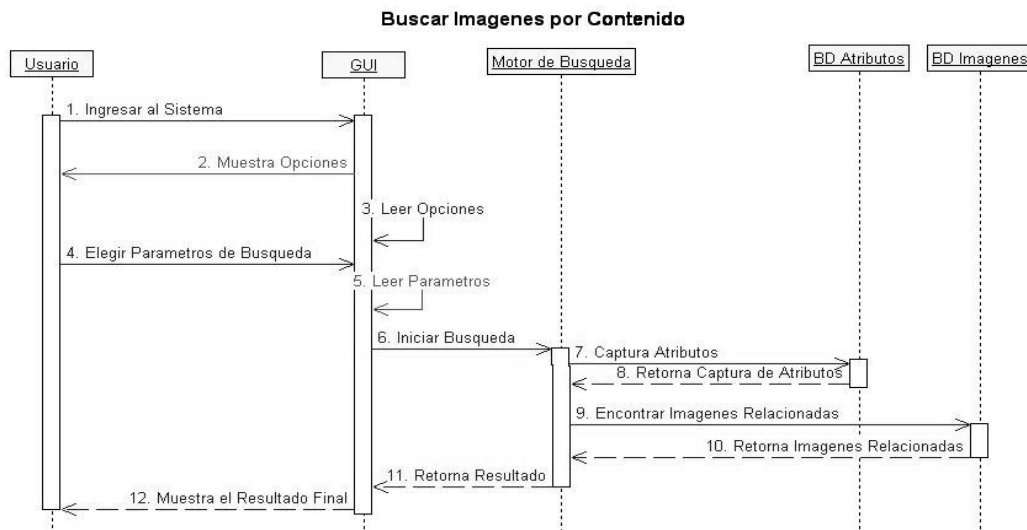 Buscar Imagenes por Contenido
Usuario
GUI
Motor de Busqueda
BD Atributos
BD Imagenes
1. Ingresar al Sistema
2. Muestra Opciones
3. Leer Opciones
4. Elegir Parametros de Busqueda
5. Leer Parametros
6. Iniciar Busqueda
7. Captura Atributos
8. Retorna Captura de Atributos
9. Encontrar Imagenes Relacionadas
10. Retorna Imagenes Relacionadas
11. Retorna Resultado
12. Muestra el Resultado Final